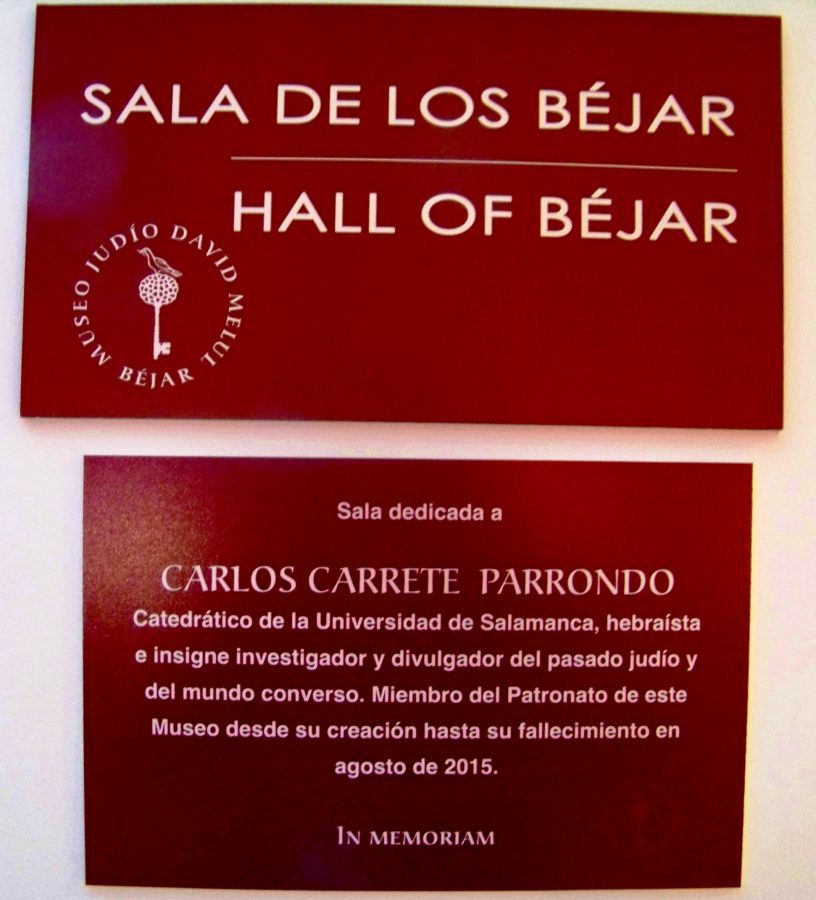 SALA DE LOS BÉJAR
HALL OF BÉJAR
MUSEO JUDÍO DAVID MELUL
BÉJAR
Sala dedicada a
CARLOS CARRETE PARRONDO
Catedrático de la Universidad de Salamanca, hebraísta
e insigne investigador y divulgador del pasado judío y
del mundo converso. Miembro del Patronato de este
Museo desde su creación hasta su fallecimiento en
agosto de 2015.
IN MEMORIAM